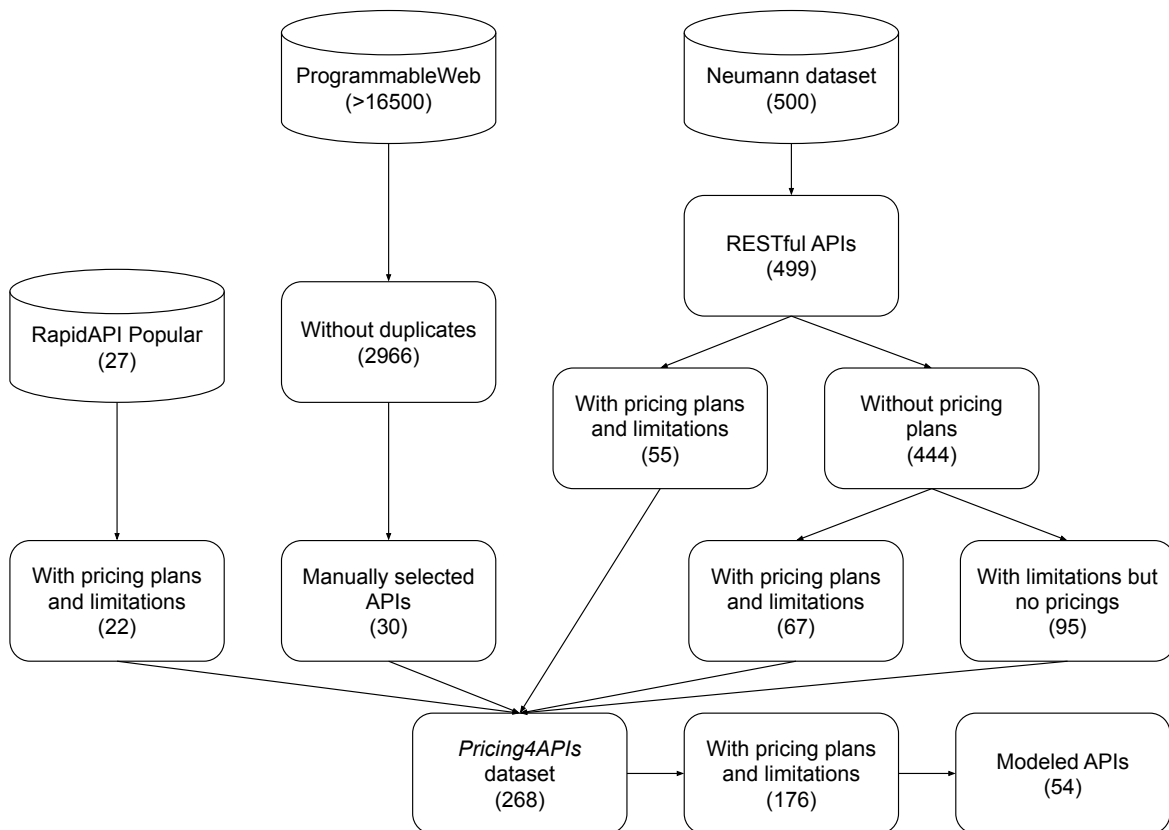 ProgrammableWeb
(>16500)
Neumann dataset
(500)
RESTful APIs
(499)
RapidAPI Popular
(27)
Without duplicates
(2966)
With pricing plans
and limitations
(55)
Without pricing
plans
(444)
With pricing plans
and limitations
(22)
Manually selected
APIs
(30)
With pricing plans
and limitations
(67)
With limitations but
no pricings
(95)
Pricing4APIs
dataset
(268)
With pricing plans
and limitations
(176)
Modeled APIs
(54)